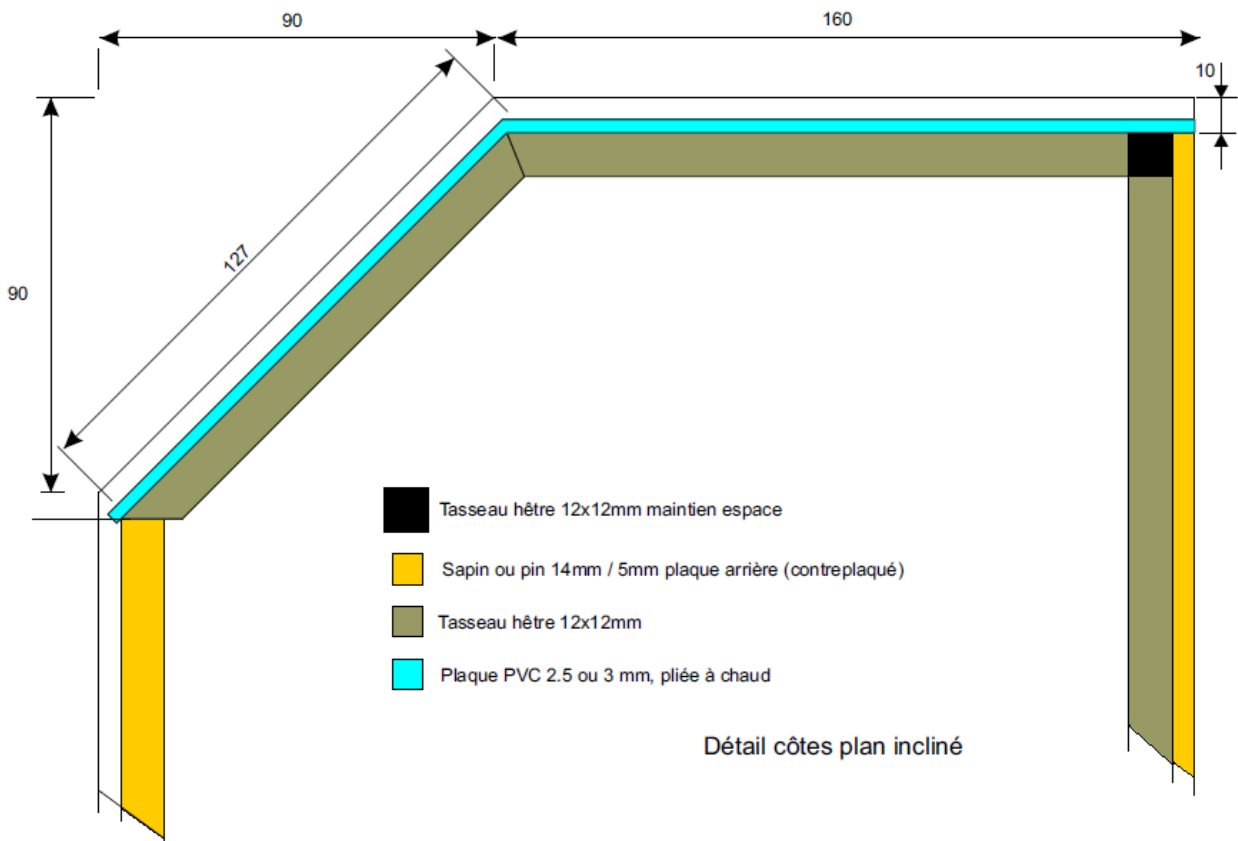 90
160
10
127
90
Tasseau hêtre 12x12mm maintien espace
Sapin ou pin 14mm / 5mm plaque arrière (contreplaqué)
Tasseau hêtre 12x12mm
Plaque PVC 2.5 ou 3 mm, pliée à chaud
Détail côtes plan incliné